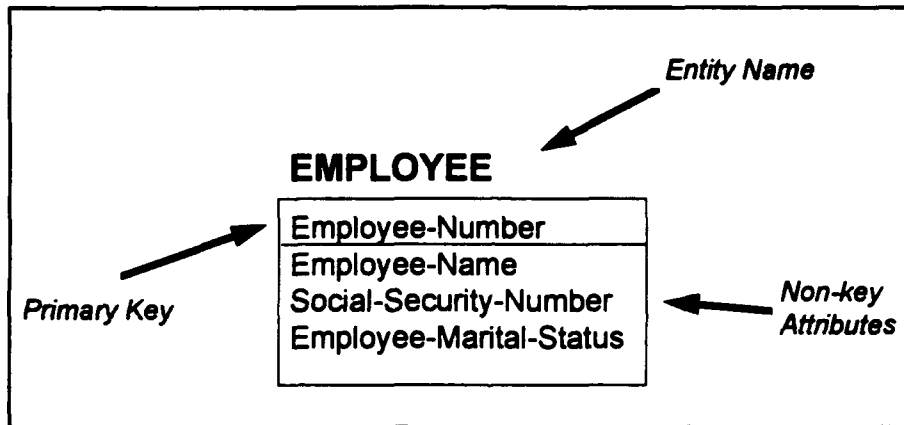 Entity Name
EMPLOYEE
Employee-Number
Employee-Name
Social-Security-Number
Employee-Marital-Status
Primary Key
Non-key
Attributes